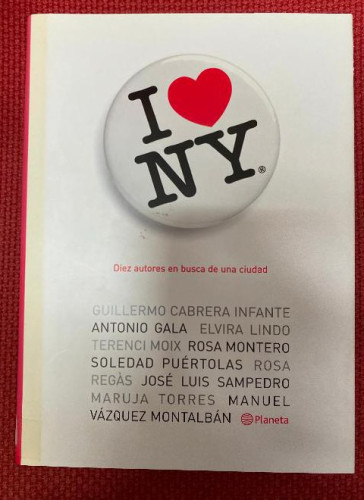 I ♥
NY®
Diez autores en busca de una ciudad
GUILLERMO CABRERA INFANTE
ANTONIO GALA ELVIRA LINDO
TERENCI MOIX ROSA MONTERO
SOLEDAD PUÉRTOLAS ROSA
REGÀS JOSÉ LUIS SAMPEDRO
MARUJA TORRES MANUEL
VÁZQUEZ MONTALBÁN Planeta